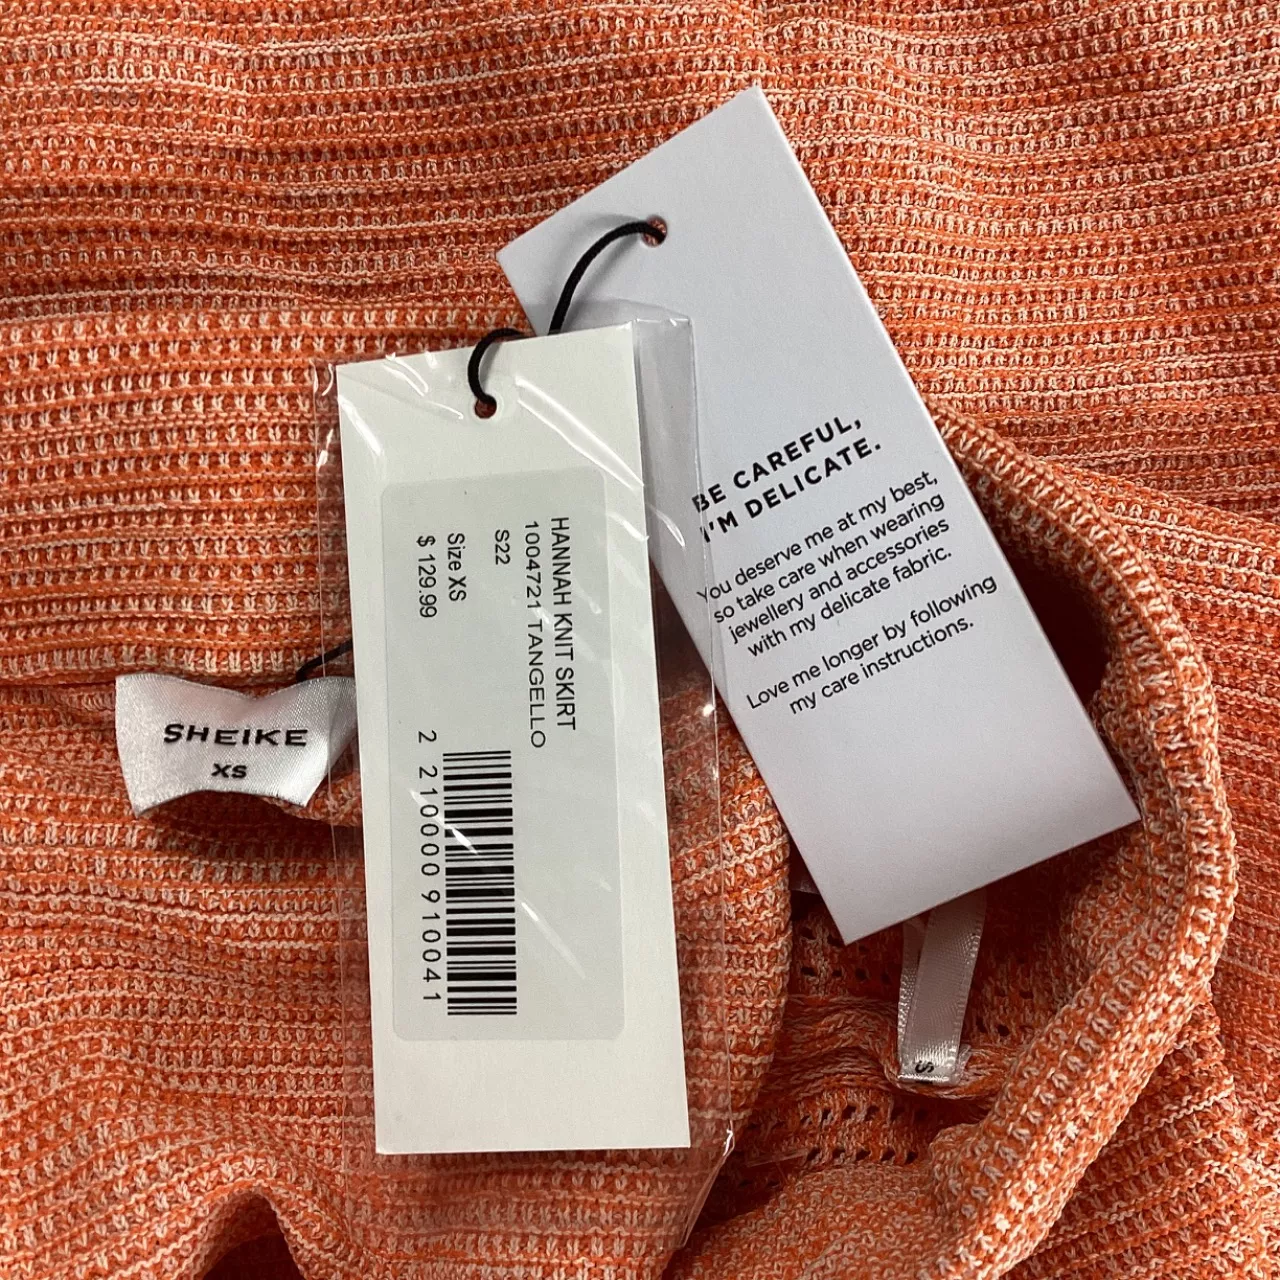 SHEIKE
XS
HANNAH KNIT SKIRT
1004721 TANGELLO
S22
Size XS
$ 129.99
2 210000 910041
BE CAREFUL,
I'M DELICATE.
You deserve me at my best,
so take care when wearing
jewellery and accessories
with my delicate fabric.
Love me longer by following
my care instructions.
S